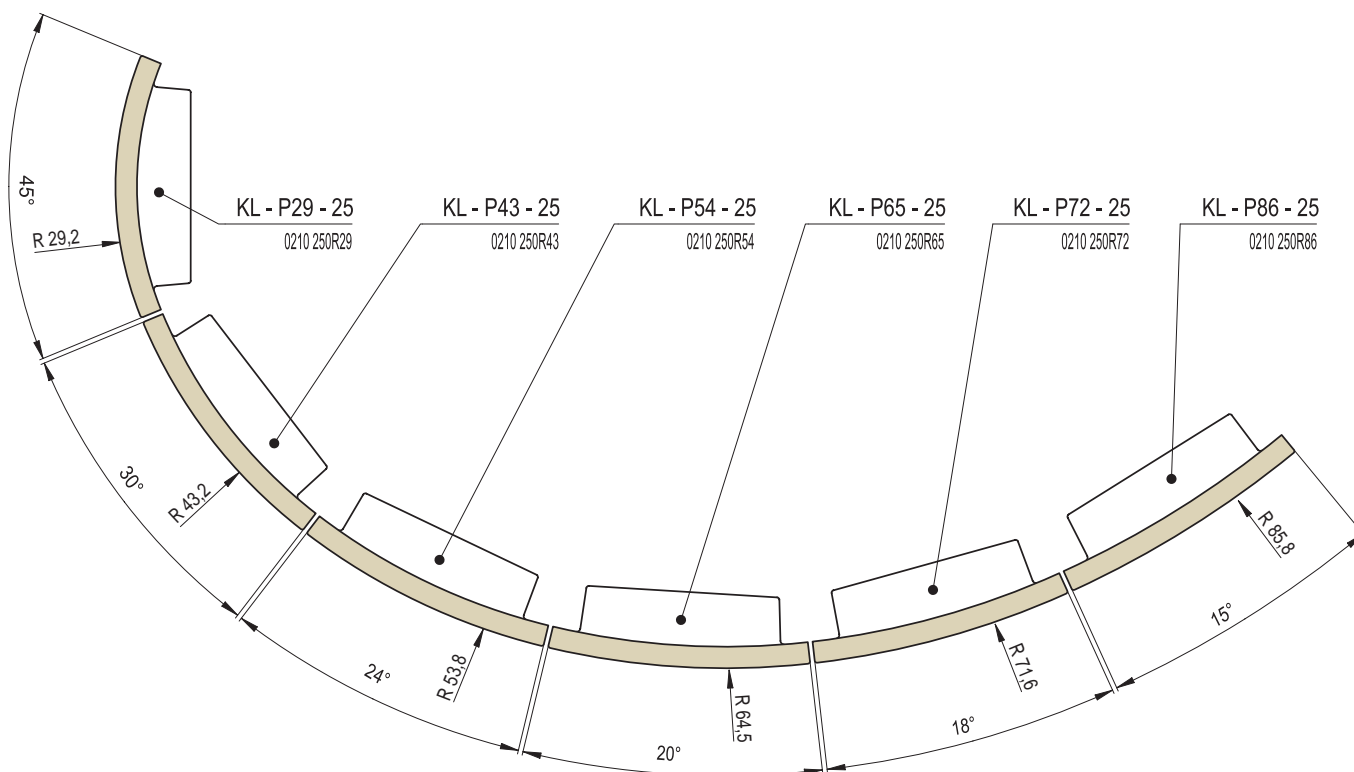 KL - P29 - 25
0210 250R29
KL - P43 - 25
0210 250R43
KL - P54 - 25
0210 250R54
KL - P65 - 25
0210 250R65
KL - P72 - 25
0210 250R72
KL - P86 - 25
0210 250R86
45°
R 29,2
30°
R 43,2
24°
R 53,8
20°
R 64,5
18°
R 71,6
15°
R 85,8